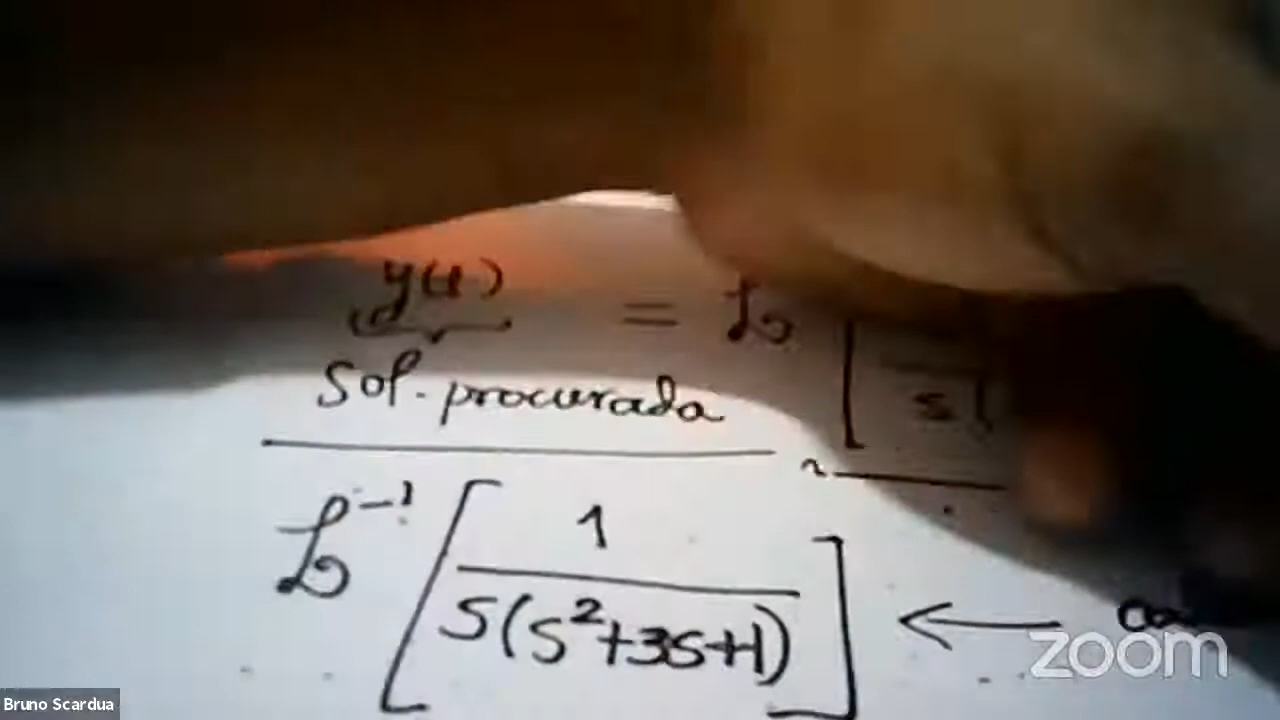 y(t) = ℒ [ s(
Sol. procurada
ℒ⁻¹ [ 1 / S(S²+3S+1) ] ←
zoom
Bruno Scardua